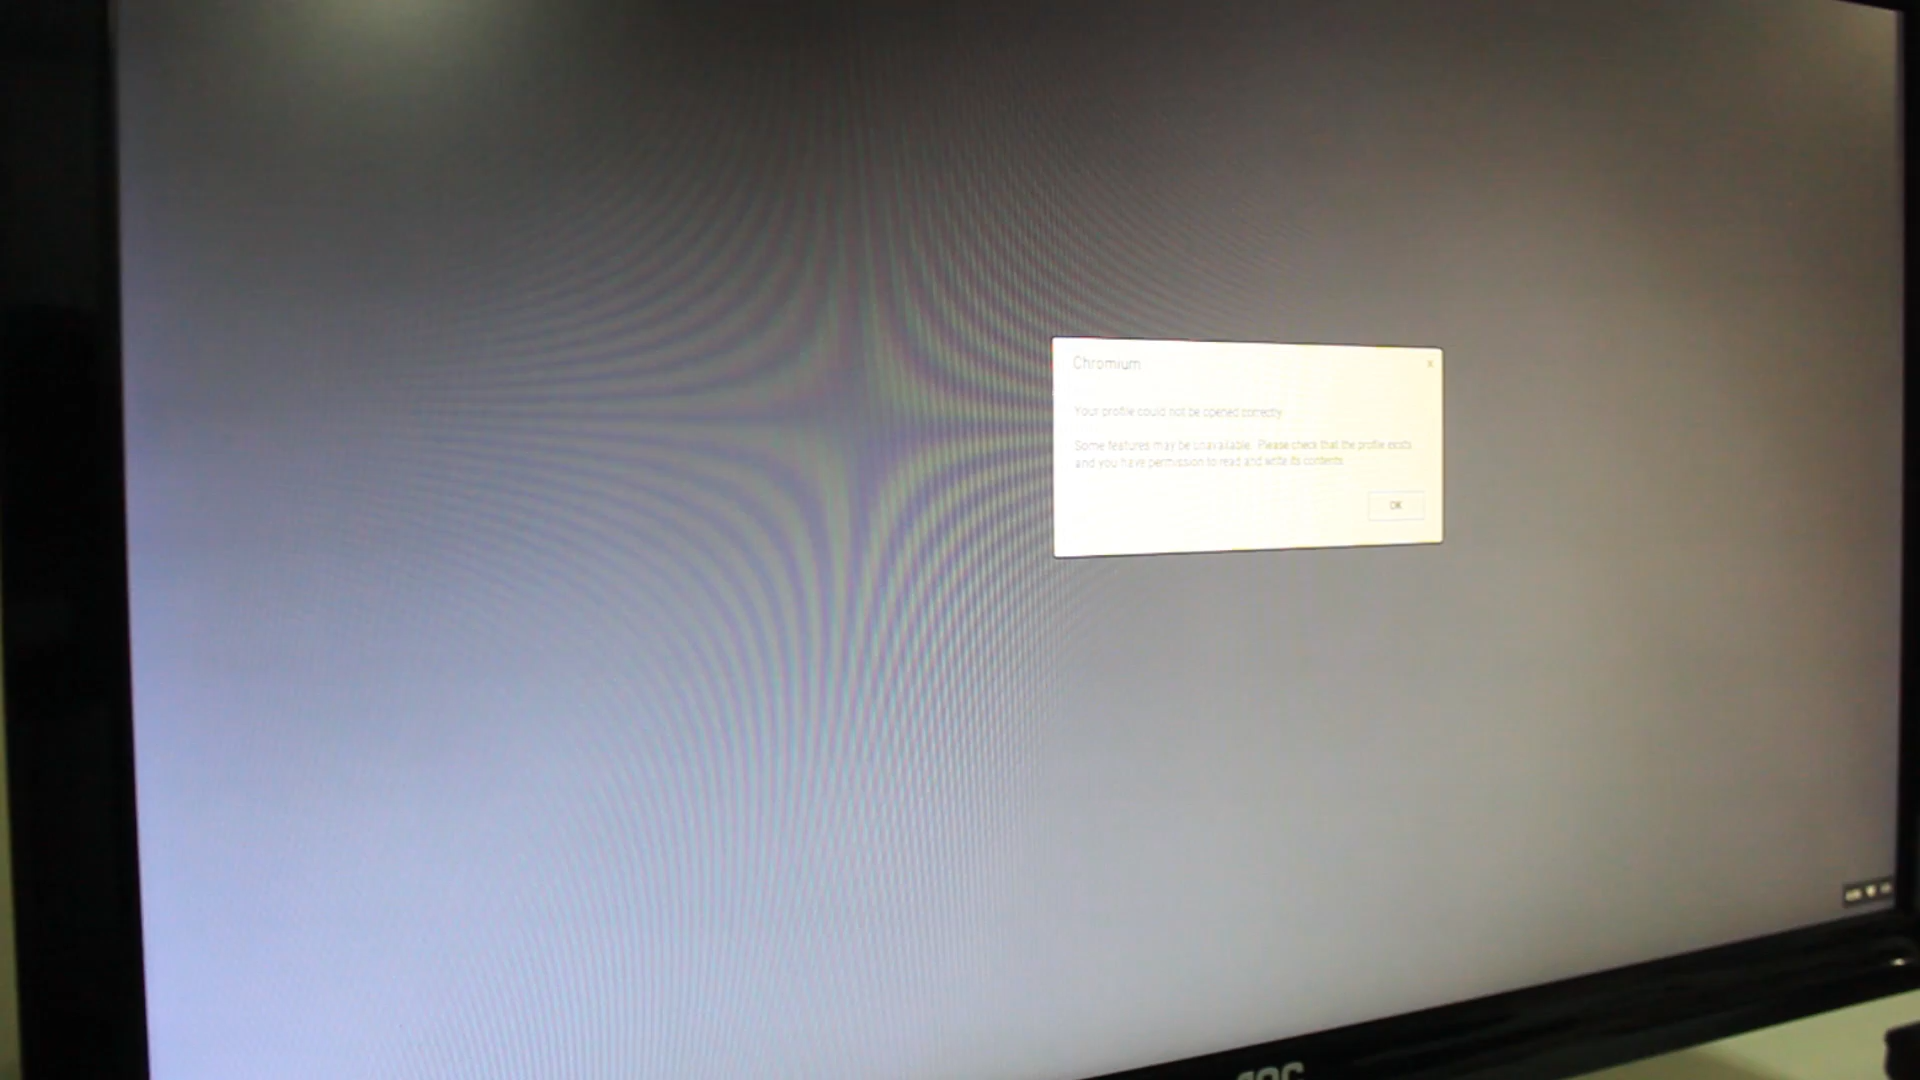 Chromium
x
Your profile could not be opened correctly.
Some features may be unavailable. Please check that the profile exists
and you have permission to read and write its contents.
OK
AOC